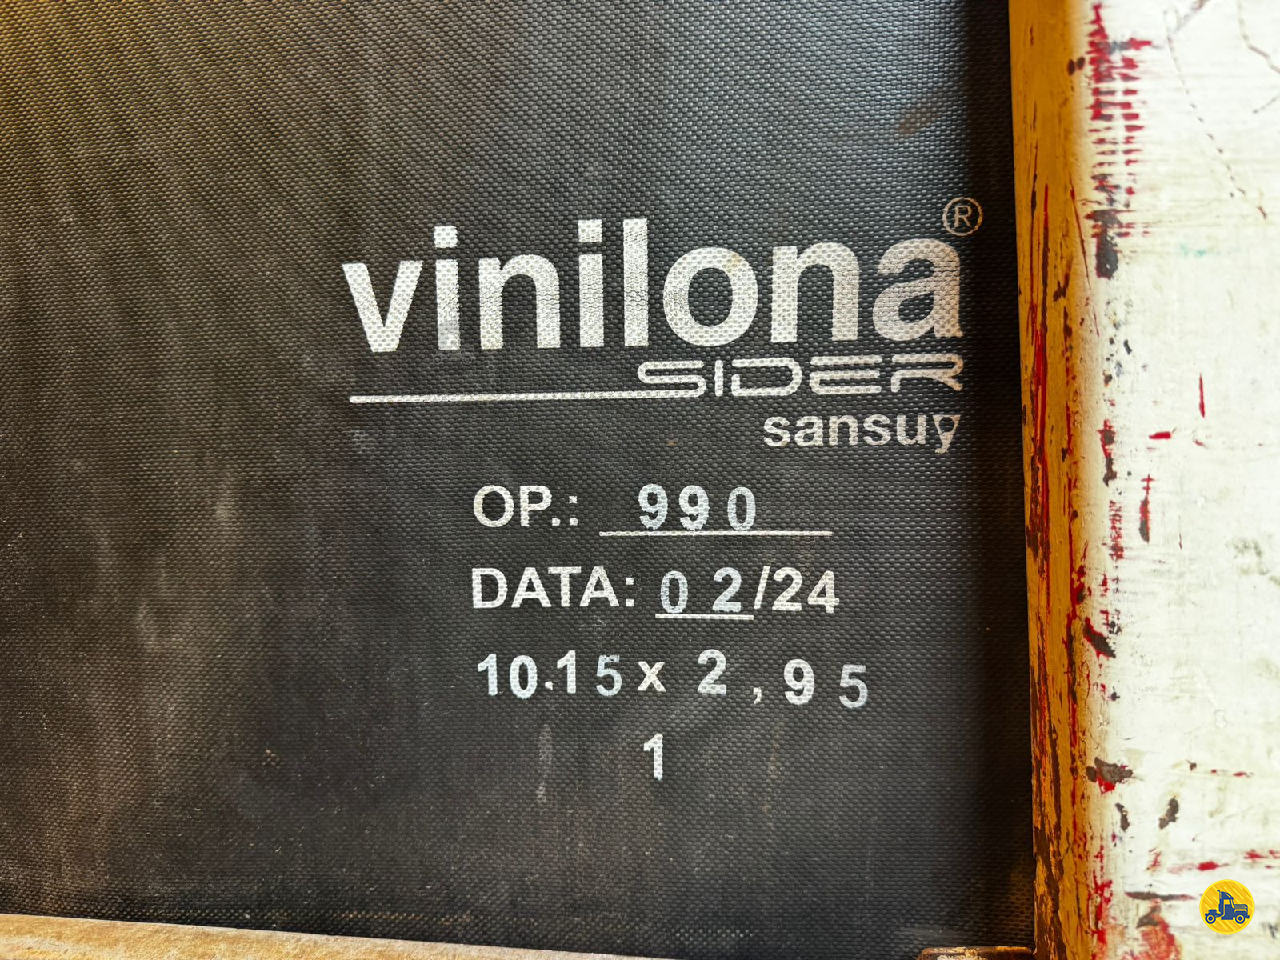 vinilona®
SIDER
sansuy
OP.: 990
DATA: 02/24
10.15 x 2,95
1